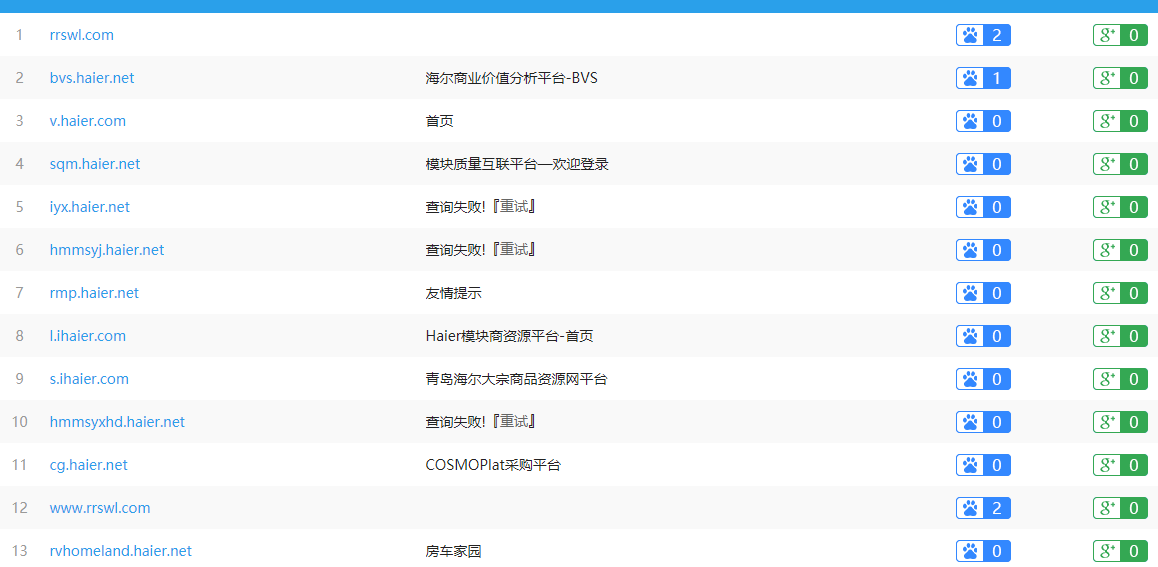 1 rrswl.com 2 g+ 0
2 bvs.haier.net 海尔商业价值分析平台-BVS 1 g+ 0
3 v.haier.com 首页 0 g+ 0
4 sqm.haier.net 模块质量互联平台—欢迎登录 0 g+ 0
5 iyx.haier.net 查询失败!『重试』 0 g+ 0
6 hmmsyj.haier.net 查询失败!『重试』 0 g+ 0
7 rmp.haier.net 友情提示 0 g+ 0
8 l.ihaier.com Haier模块商资源平台-首页 0 g+ 0
9 s.ihaier.com 青岛海尔大宗商品资源网平台 0 g+ 0
10 hmmsyxhd.haier.net 查询失败!『重试』 0 g+ 0
11 cg.haier.net COSMOPlat采购平台 0 g+ 0
12 www.rrswl.com 2 g+ 0
13 rvhomeland.haier.net 房车家园 0 g+ 0